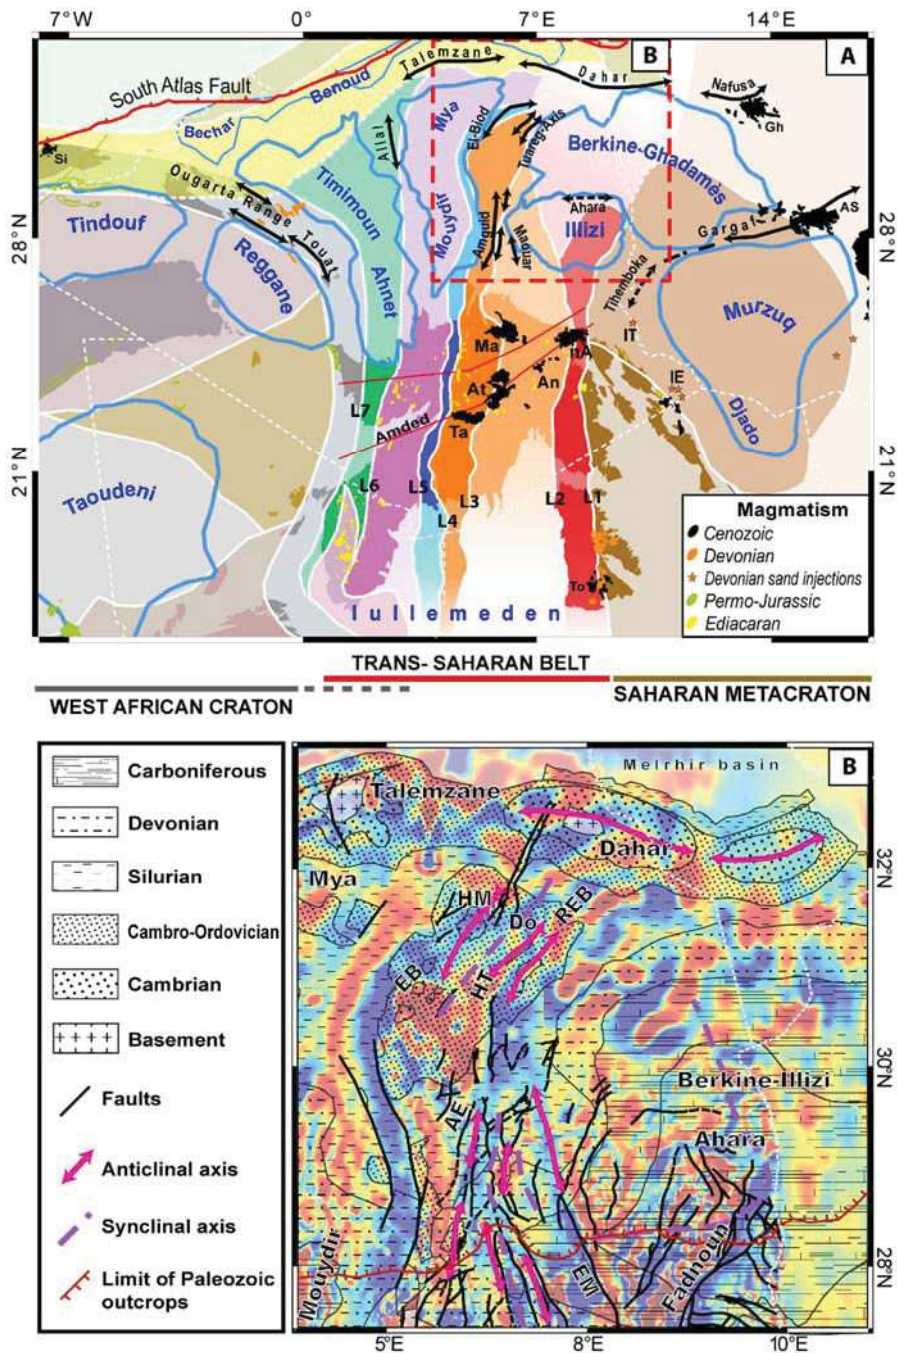 7°W 0° 7°E 14°E
B
A
Talemzane
Dahar
South Atlas Fault
Benoud
Nafusa
Bechar
Mya
El-Biod
Tuareg-Axis
Gh
Si
Allal
Berkine-Ghadamès
Ougarta Range
Timimoun
Tindouf
Touat
Mouydir
Ahara
AS
28°N
28°N
Illizi
Gargaf
Amguid
Maouar
Reggane
Ahnet
Tihemboka
Murzuq
Ma
nA
IT
At
An
IE
L7
Amded
Ta
Djado
21°N
21°N
Taoudeni
L6
L5
L3
L2
L1
L4
To
Iullemeden
Magmatism
Cenozoic
Devonian
Devonian sand injections
Permo-Jurassic
Ediacaran
TRANS- SAHARAN BELT
WEST AFRICAN CRATON
SAHARAN METACRATON
Carboniferous
Devonian
Silurian
Cambro-Ordovician
Cambrian
Basement
Faults
Anticlinal axis
Synclinal axis
Limit of Paleozoic
outcrops
B
Melrhir basin
Talemzane
Dahar
32°N
Mya
HM
Do
REB
EB
HT
30°N
Berkine-Illizi
AE
Ahara
Mouydir
EM
Fadnoun
28°N
5°E 8°E 10°E